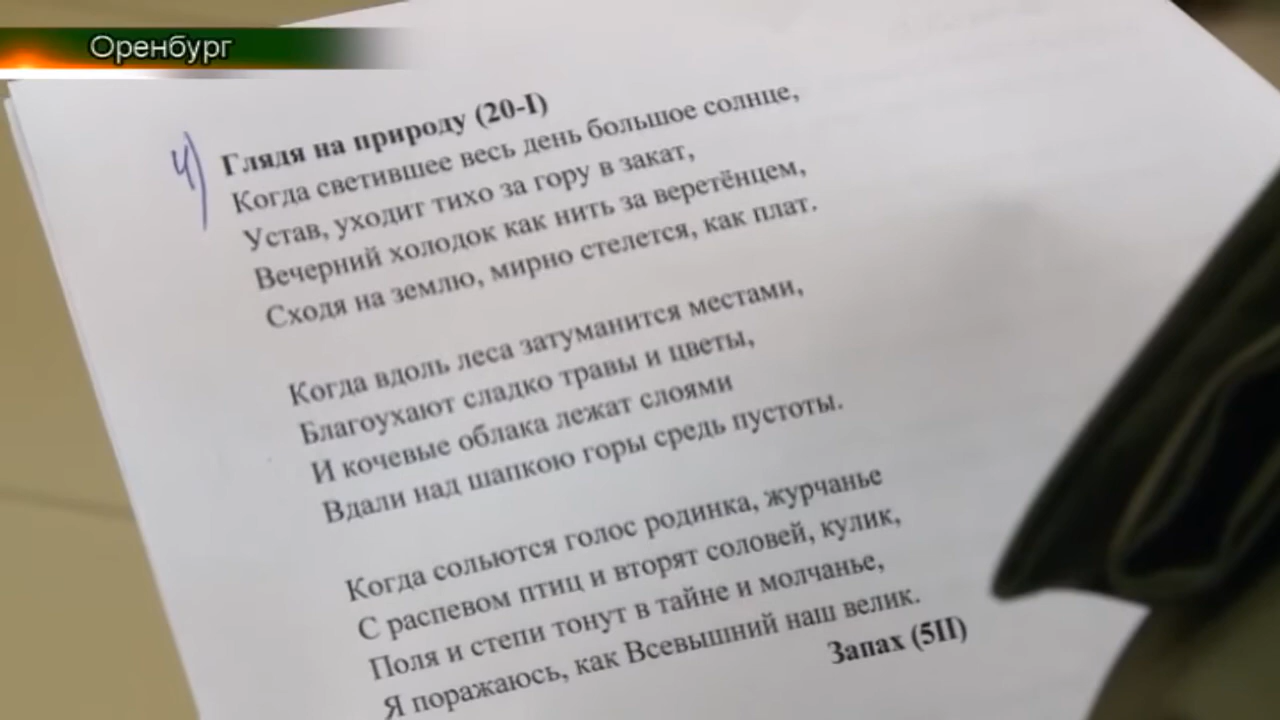 Оренбург
4)
Глядя на природу (20-I)
Когда светившее весь день большое солнце,
Устав, уходит тихо за гору в закат,
Вечерний холодок как нить за веретёнцем,
Сходя на землю, мирно стелется, как плат.
Когда вдоль леса затуманится местами,
Благоухают сладко травы и цветы,
И кочевые облака лежат слоями
Вдали над шапкою горы средь пустоты.
Когда сольются голос родинка, журчанье
С распевом птиц и вторят соловей, кулик,
Поля и степи тонут в тайне и молчанье,
Я поражаюсь, как Всевышний наш велик.
Запах (5II)